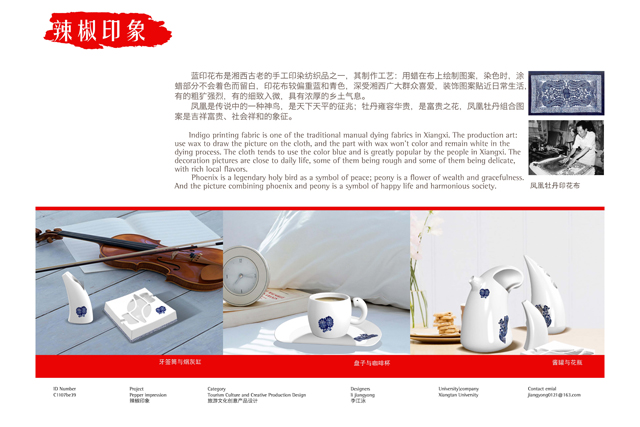 辣椒印象
蓝印花布是湘西古老的手工印染纺织品之一，其制作工艺：用蜡在布上绘制图案，染色时，涂
蜡部分不会着色而留白，印花布较偏重蓝和青色，深受湘西广大群众喜爱，装饰图案贴近日常生活，
有的粗犷强烈，有的细致入微，具有浓厚的乡土气息。
凤凰是传说中的一种神鸟，是天下天平的征兆；牡丹雍容华贵，是富贵之花，凤凰牡丹组合图
案是吉祥富贵、社会祥和的象征。
Indigo printing fabric is one of the traditional manual dying fabrics in Xiangxi. The production art:
use wax to draw the picture on the cloth, and the part with wax won't color and remain white in the
dying process. The cloth tends to use the color blue and is greatly popular by the people in Xiangxi. The
decoration pictures are close to daily life, some of them being rough and some of them being delicate,
with rich local flavors.
Phoenix is a legendary holy bird as a symbol of peace; peony is a flower of wealth and gracefulness.
And the picture combining phoenix and peony is a symbol of happy life and harmonious society.
凤凰牡丹印花布
牙签筒与烟灰缸
盘子与咖啡杯
酱罐与花瓶
ID Number
C1107be39
Project
Pepper impression
辣椒印象
Category
Tourism Culture and Creative Production Design
旅游文化创意产品设计
Designers
li Jiangyong
李江泳
University|company
Xiangtan University
Contact email
jiangyong0121@163.com